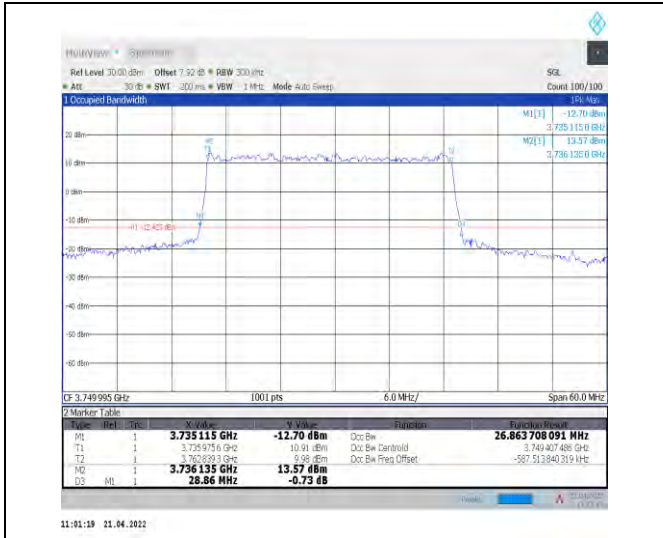 MultiView Spectrum
Ref Level 30.00 dBm Offset 7.92 dB RBW 300 kHz SGL
Att 30 dB SWT 200 ms VBW 1 MHz Mode Auto Sweep Count 100/100
1 Occupied Bandwidth 1Pk Max
M1[1] -12.70 dBm
3.735115 0 GHz
20 dBm M2[1] 13.57 dBm
10 dBm 3.736135 0 GHz
0 dBm
-10 dBm
-20 dBm
-30 dBm
-40 dBm
-50 dBm
-60 dBm
CF 3.749995 GHz 1001 pts 6.0 MHz/ Span 60.0 MHz
2 Marker Table
Type Ref Trc X-Value Y-Value Function Function Result
M1 1 3.735115 GHz -12.70 dBm Occ Bw 26.863 708 091 MHz
T1 1 3.735975 6 GHz 10.91 dBm Occ Bw Centroid 3.749 407 486 GHz
T2 1 3.762839 3 GHz 9.98 dBm Occ Bw Freq Offset -587.513 840 319 kHz
M2 1 3.736135 GHz 13.57 dBm
D3 M1 1 28.86 MHz -0.73 dB
11:01:19 21.04.2022